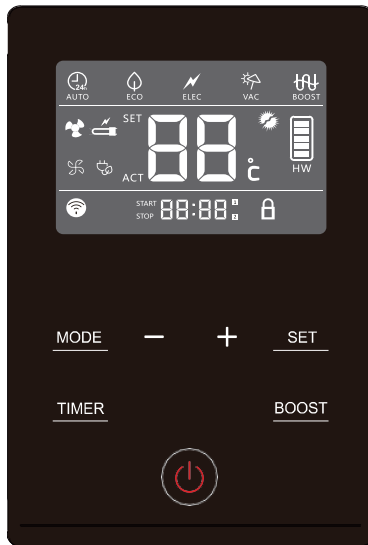 24h
AUTO ECO ELEC VAC BOOST
SET 88 °C
ACT
HW
START 88:88 1
STOP 2
MODE − + SET
TIMER BOOST